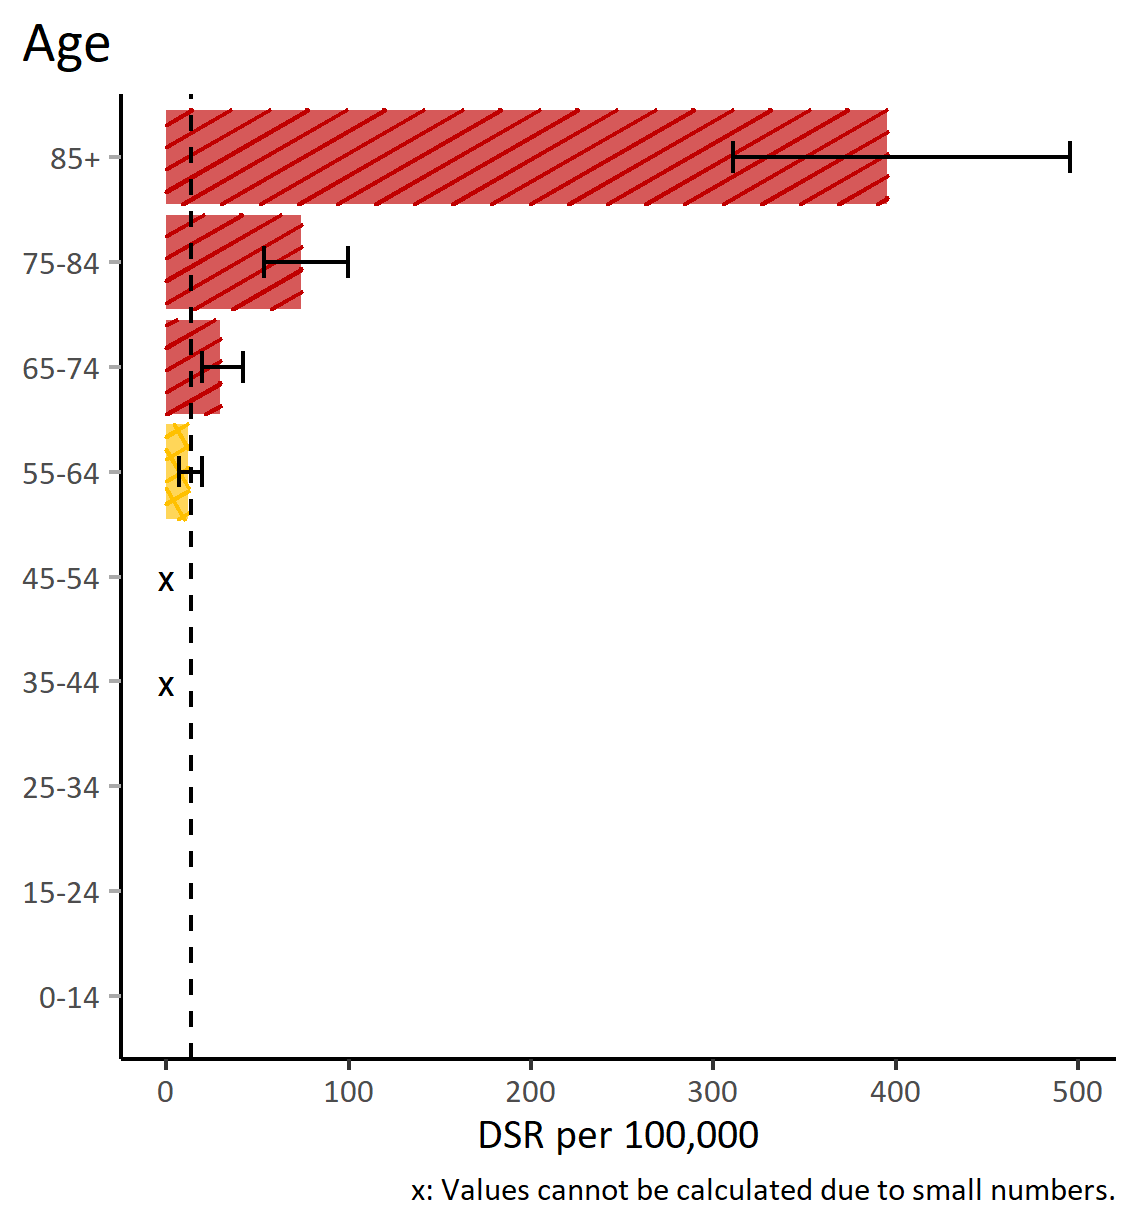 Age
85+
75-84
65-74
55-64
45-54
x
35-44
x
25-34
15-24
0-14
0 100 200 300 400 500
DSR per 100,000
x: Values cannot be calculated due to small numbers.